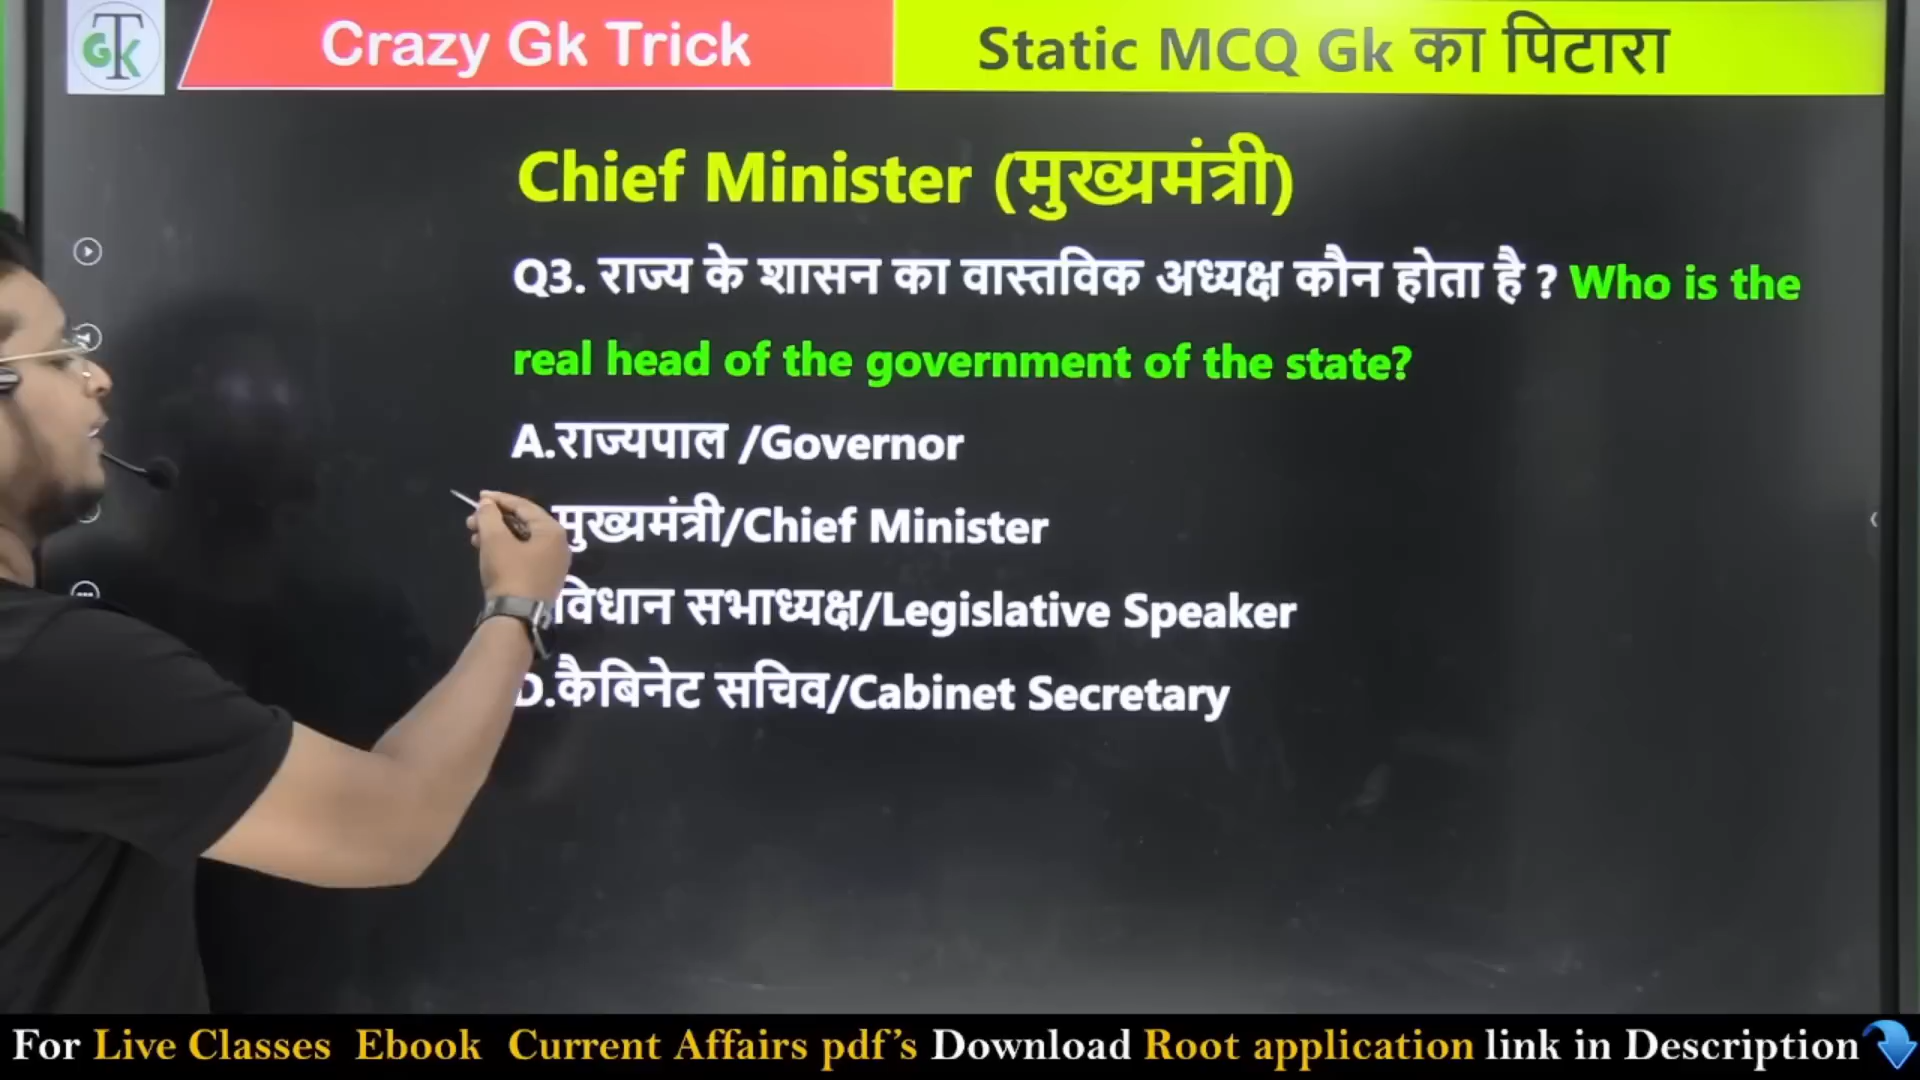 GTK
Crazy Gk Trick
Static MCQ Gk का पिटारा
Chief Minister (मुख्यमंत्री)
Q3. राज्य के शासन का वास्तविक अध्यक्ष कौन होता है ? Who is the
real head of the government of the state?
A.राज्यपाल /Governor
मुख्यमंत्री/Chief Minister
विधान सभाध्यक्ष/Legislative Speaker
D.कैबिनेट सचिव/Cabinet Secretary
For Live Classes Ebook Current Affairs pdf’s Download Root application link in Description